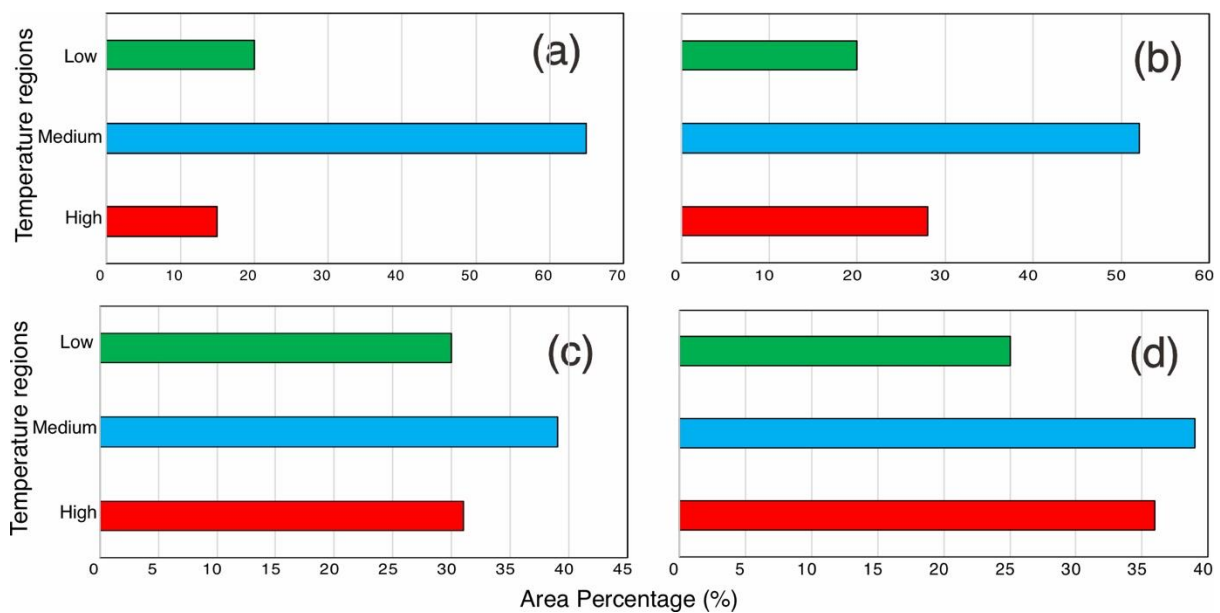 Temperature regions
Low
Medium
High
(a)
0 10 20 30 40 50 60 70
(b)
0 10 20 30 40 50 60
Temperature regions
Low
Medium
High
(c)
0 5 10 15 20 25 30 35 40 45
(d)
0 5 10 15 20 25 30 35 40
Area Percentage (%)